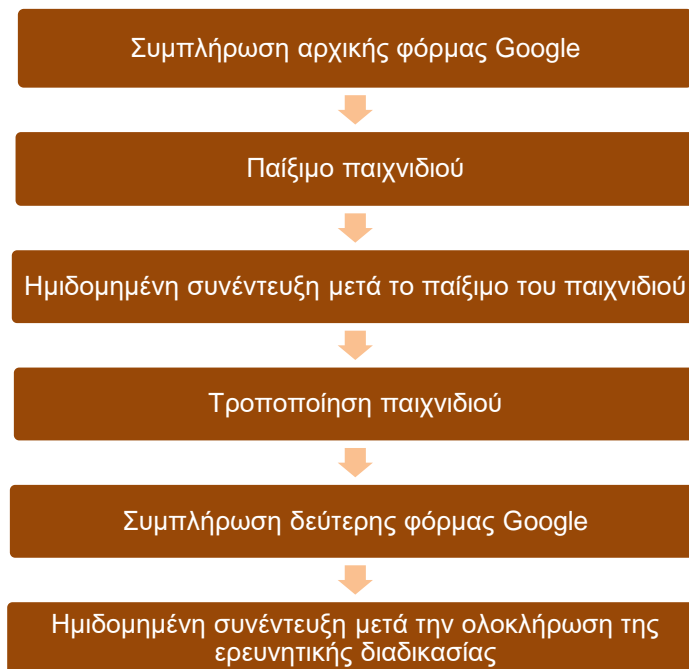 Συμπλήρωση αρχικής φόρμας Google
Παίξιμο παιχνιδιού
Ημιδομημένη συνέντευξη μετά το παίξιμο του παιχνιδιού
Τροποποίηση παιχνιδιού
Συμπλήρωση δεύτερης φόρμας Google
Ημιδομημένη συνέντευξη μετά την ολοκλήρωση της
ερευνητικής διαδικασίας